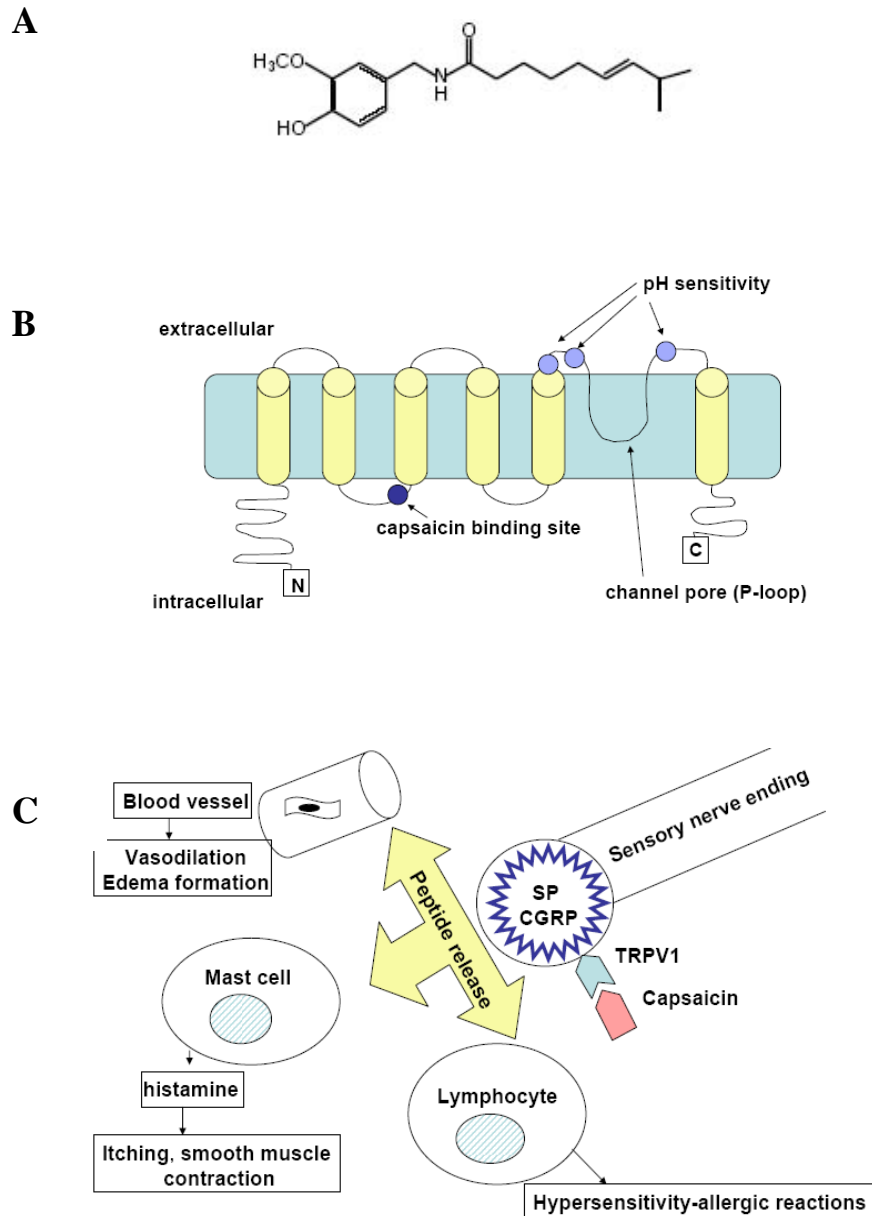 A
O
H₃CO
N
H
HO
B
pH sensitivity
extracellular
capsaicin binding site
C
N
intracellular
channel pore (P-loop)
C
Blood vessel
Vasodilation
Edema formation
Peptide release
Sensory nerve ending
SP
CGRP
TRPV1
Capsaicin
Mast cell
histamine
Itching, smooth muscle
contraction
Lymphocyte
Hypersensitivity-allergic reactions